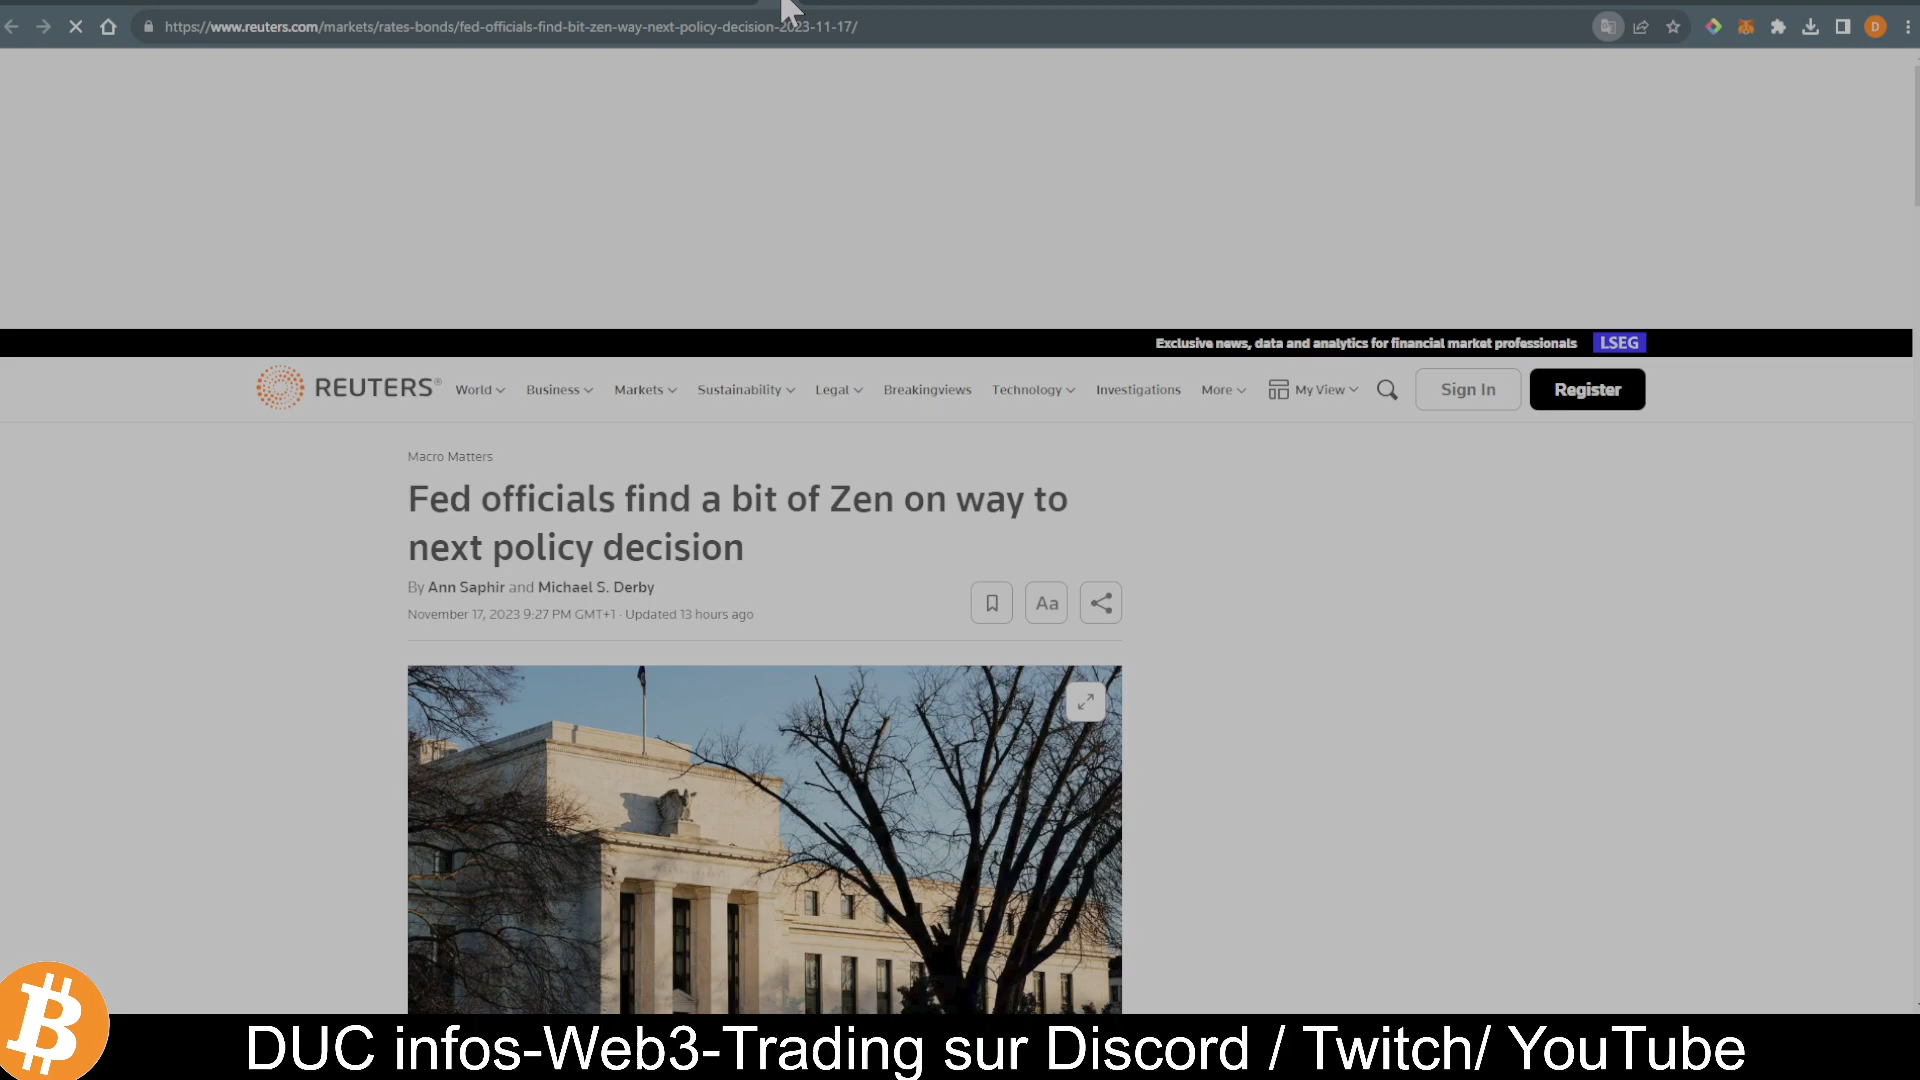 https://www.reuters.com/markets/rates-bonds/fed-officials-find-bit-zen-way-next-policy-decision-2023-11-17/
D
Exclusive news, data and analytics for financial market professionals LSEG
REUTERS® World Business Markets Sustainability Legal Breakingviews Technology Investigations More My View Sign In Register
Macro Matters
Fed officials find a bit of Zen on way to
next policy decision
By Ann Saphir and Michael S. Derby
November 17, 2023 9:27 PM GMT+1 · Updated 13 hours ago
Aa
DUC infos-Web3-Trading sur Discord / Twitch/ YouTube